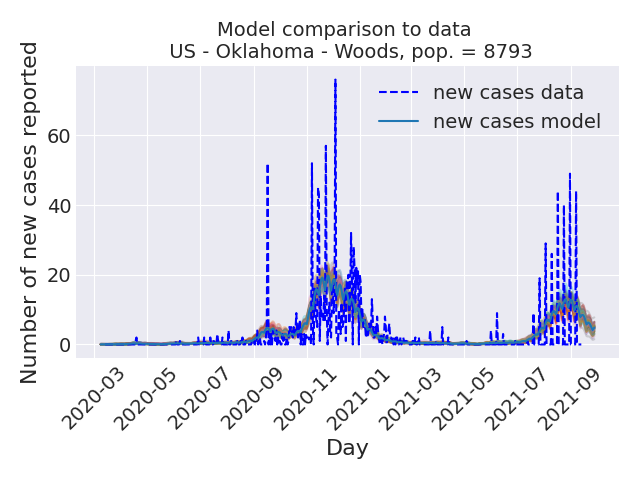 Model comparison to data
US - Oklahoma - Woods, pop. = 8793
Number of new cases reported
60
40
20
0
new cases data
new cases model
2020-03
2020-05
2020-07
2020-09
2020-11
2021-01
2021-03
2021-05
2021-07
2021-09
Day